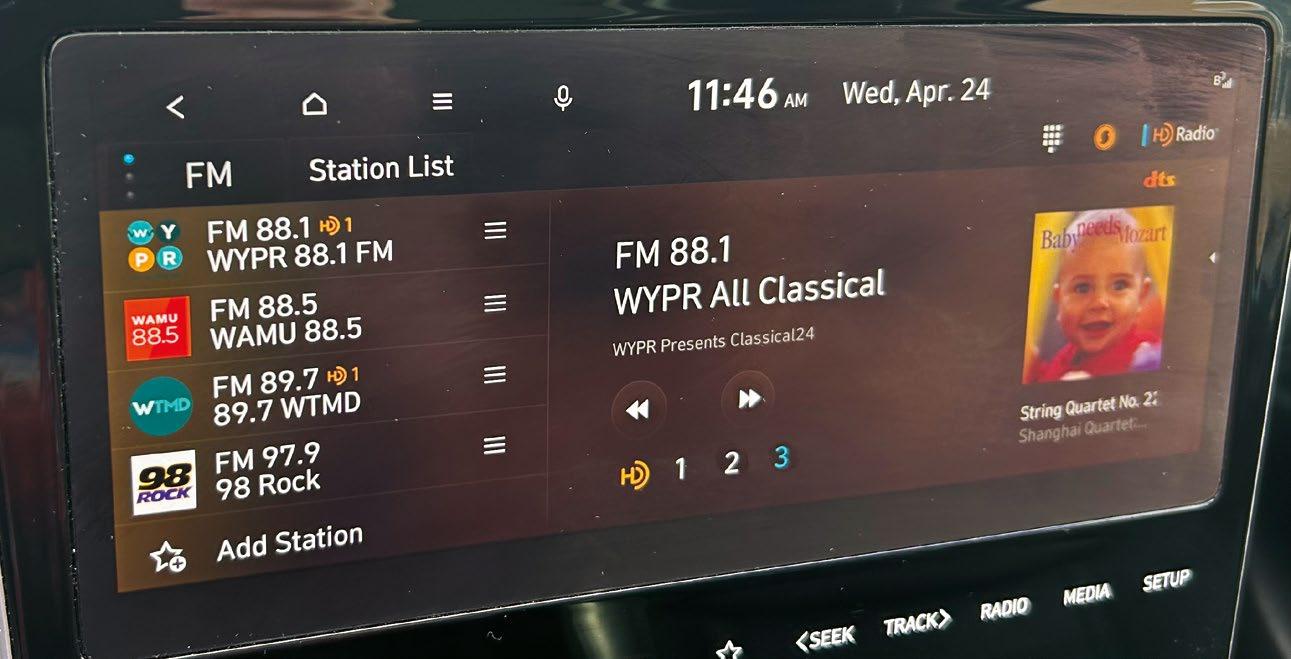 11:46 AM Wed, Apr. 24
HD Radio
FM Station List
dts
W Y
P R
FM 88.1 HD 1
WYPR 88.1 FM
WAMU
88.5
FM 88.5
WAMU 88.5
WTMD
FM 89.7 HD 1
89.7 WTMD
98
ROCK
FM 97.9
98 Rock
Add Station
FM 88.1
WYPR All Classical
WYPR Presents Classical24
HD 1 2 3
Baby needs Mozart
String Quartet No.
Shanghai Quartet...
<SEEK TRACK> RADIO MEDIA SETUP